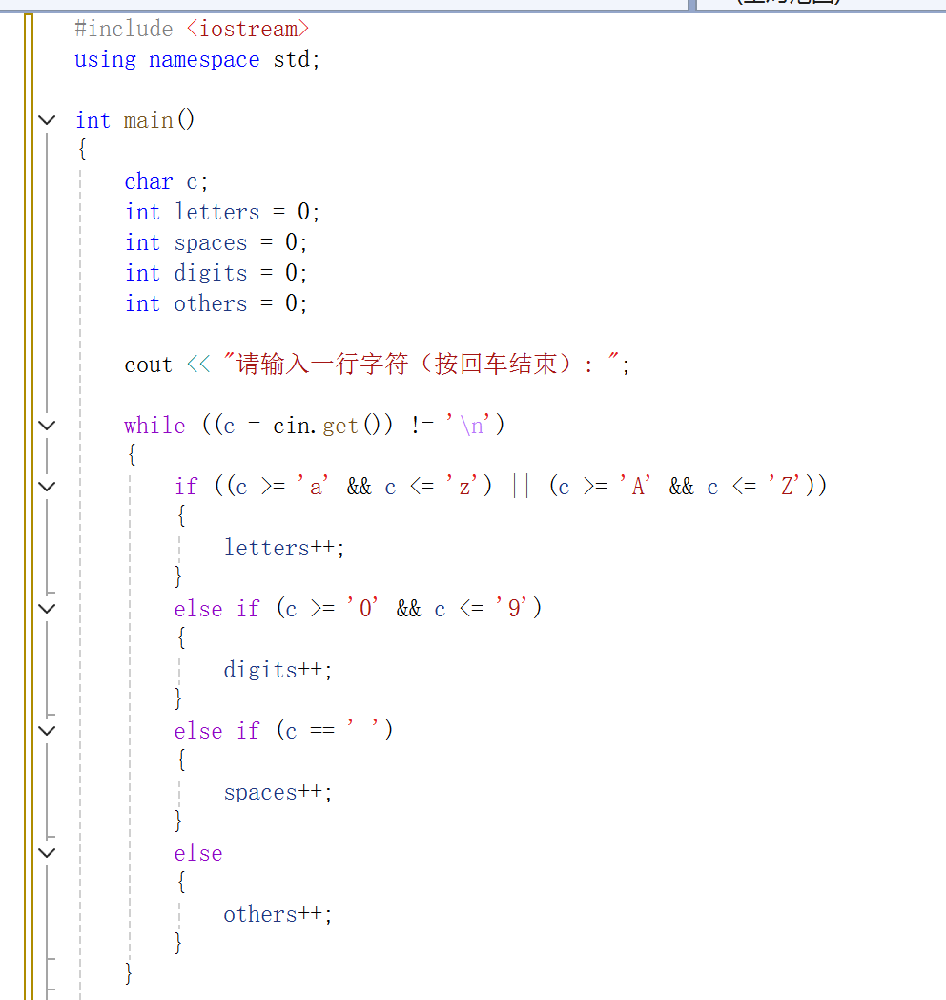 #include <iostream>
using namespace std;
int main()
{
char c;
int letters = 0;
int spaces = 0;
int digits = 0;
int others = 0;
cout << "请输入一行字符（按回车结束）: ";
while ((c = cin.get()) != '\n')
{
if ((c >= 'a' && c <= 'z') || (c >= 'A' && c <= 'Z'))
{
letters++;
}
else if (c >= '0' && c <= '9')
{
digits++;
}
else if (c == ' ')
{
spaces++;
}
else
{
others++;
}
}